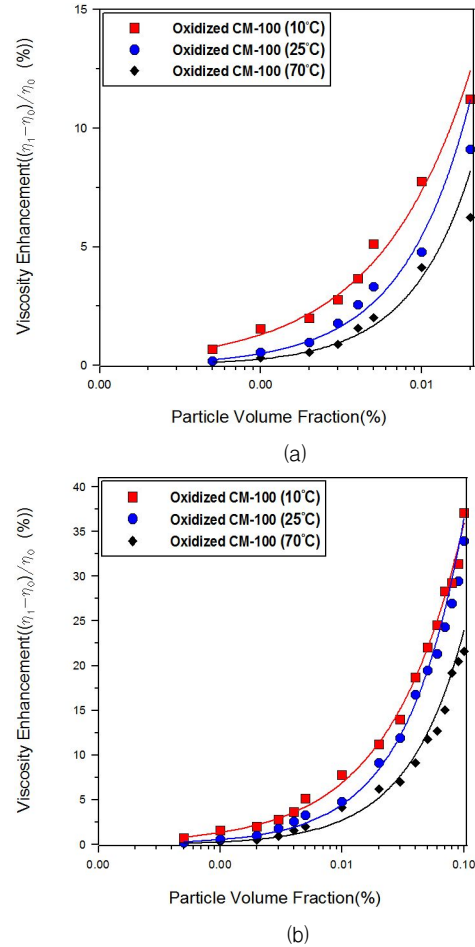 Oxidized CM-100 (10°C)
Oxidized CM-100 (25°C)
Oxidized CM-100 (70°C)
Viscosity Enhancement((η₁-η₀)/η₀ (%))
15
10
5
0
0.00 0.00 0.01
Particle Volume Fraction(%)
(a)
Oxidized CM-100 (10°C)
Oxidized CM-100 (25°C)
Oxidized CM-100 (70°C)
Viscosity Enhancement((η₁-η₀)/η₀ (%))
40
35
30
25
20
15
10
5
0
0.00 0.00 0.01 0.10
Particle Volume Fraction(%)
(b)